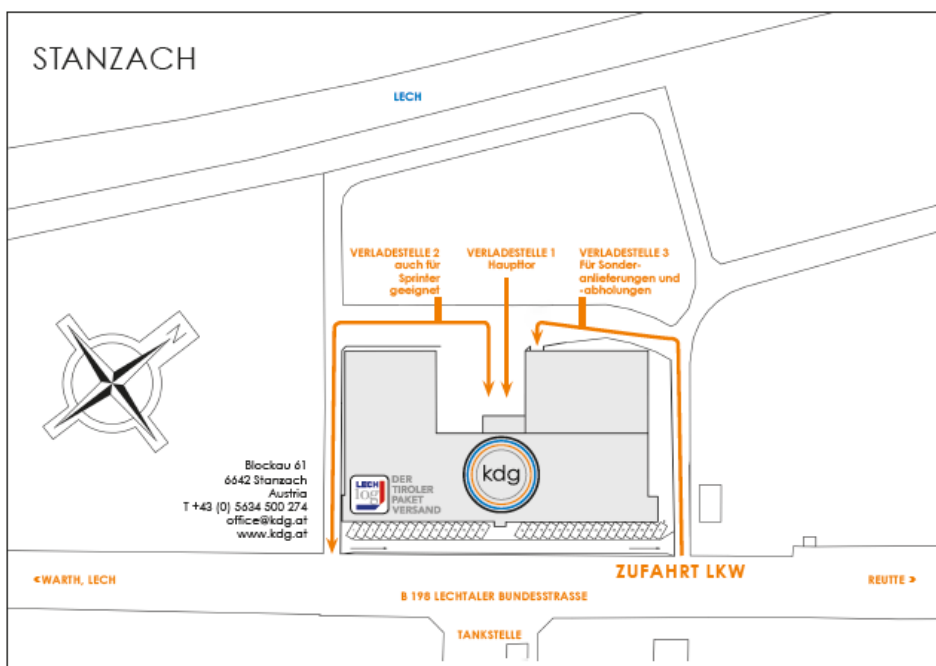 STANZACH
LECH
VERLADESTELLE 2
auch für
Sprinter
geeignet
VERLADESTELLE 1
Haupttor
VERLADESTELLE 3
Für Sonder-
anlieferungen und
-abholungen
N
Blockau 61
6642 Stanzach
Austria
T +43 (0) 5634 500 274
office@kdg.at
www.kdg.at
kdg
LECH
log
DER
TIROLER
PAKET
VERSAND
ZUFAHRT LKW
«WARTH, LECH
REUTTE »
B 198 LECHTALER BUNDESSTRASSE
TANKSTELLE